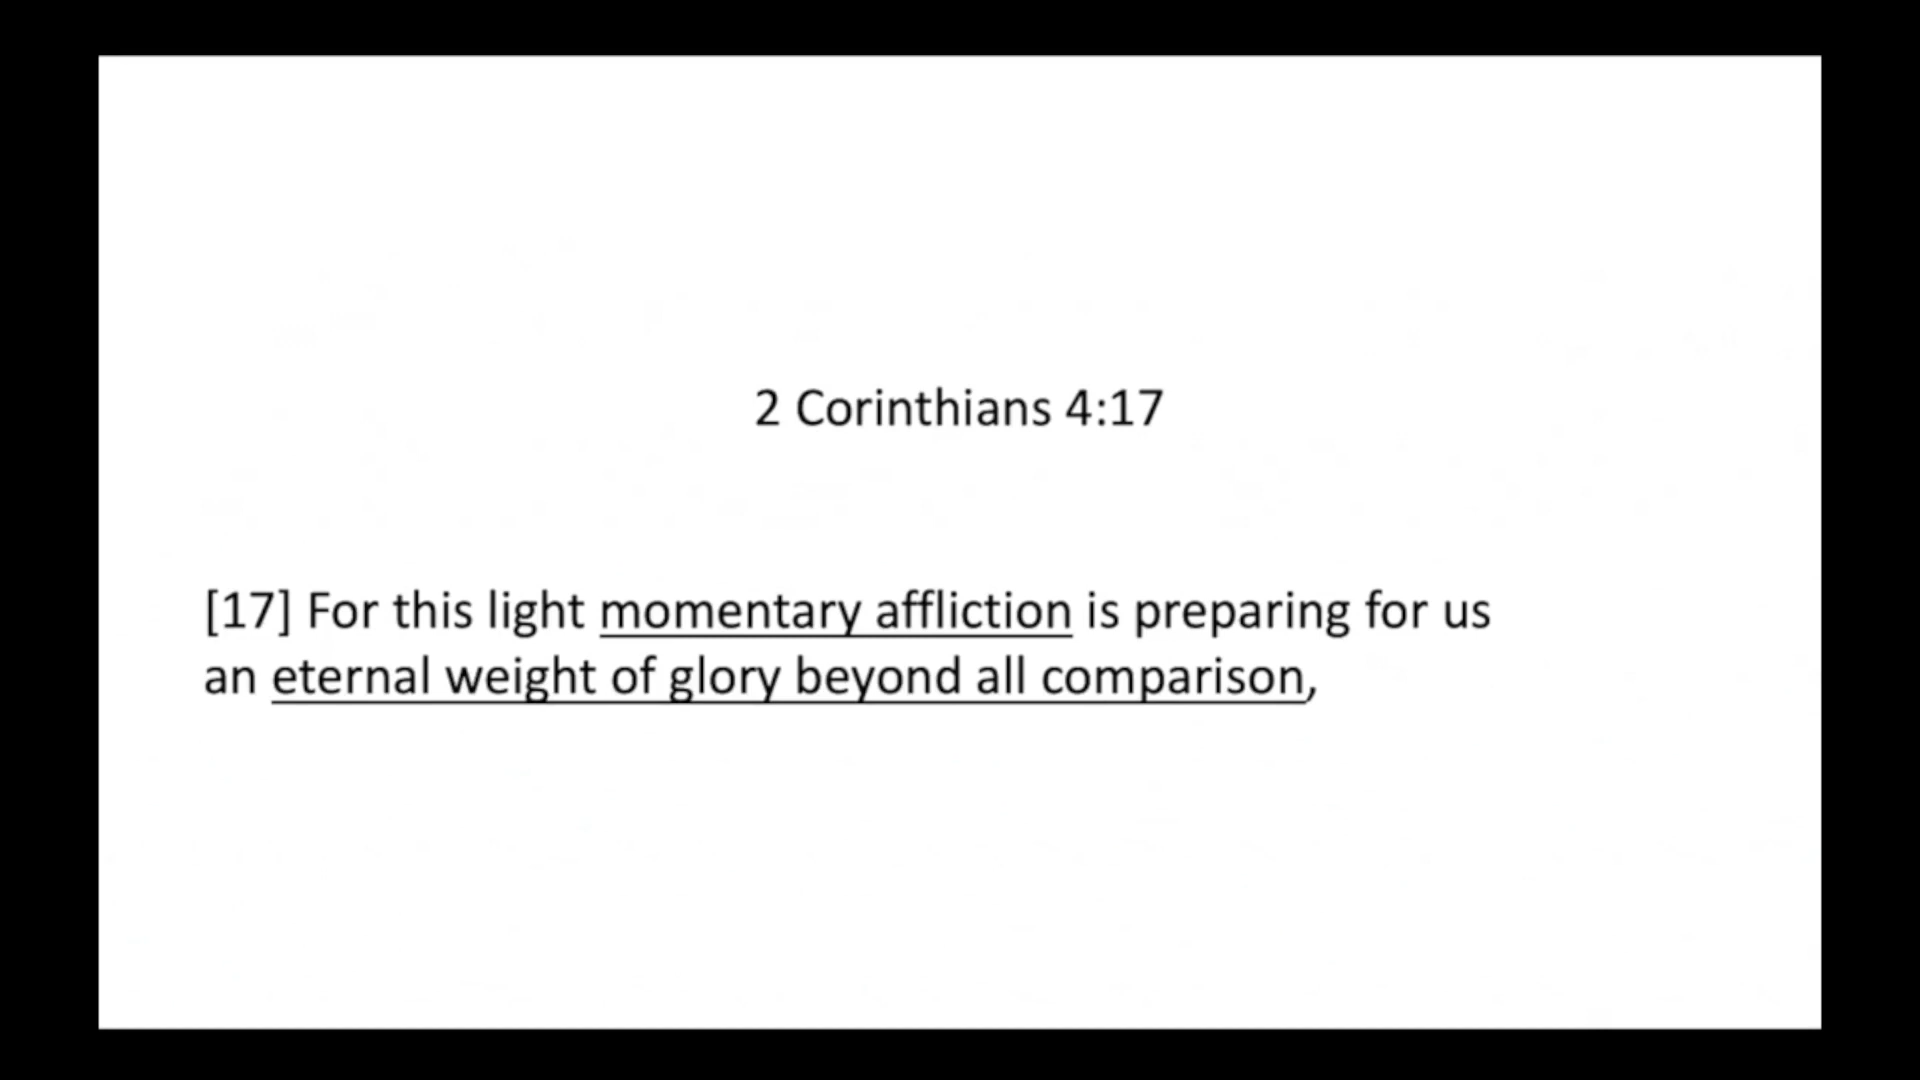 2 Corinthians 4:17
[17] For this light momentary affliction is preparing for us
an eternal weight of glory beyond all comparison,